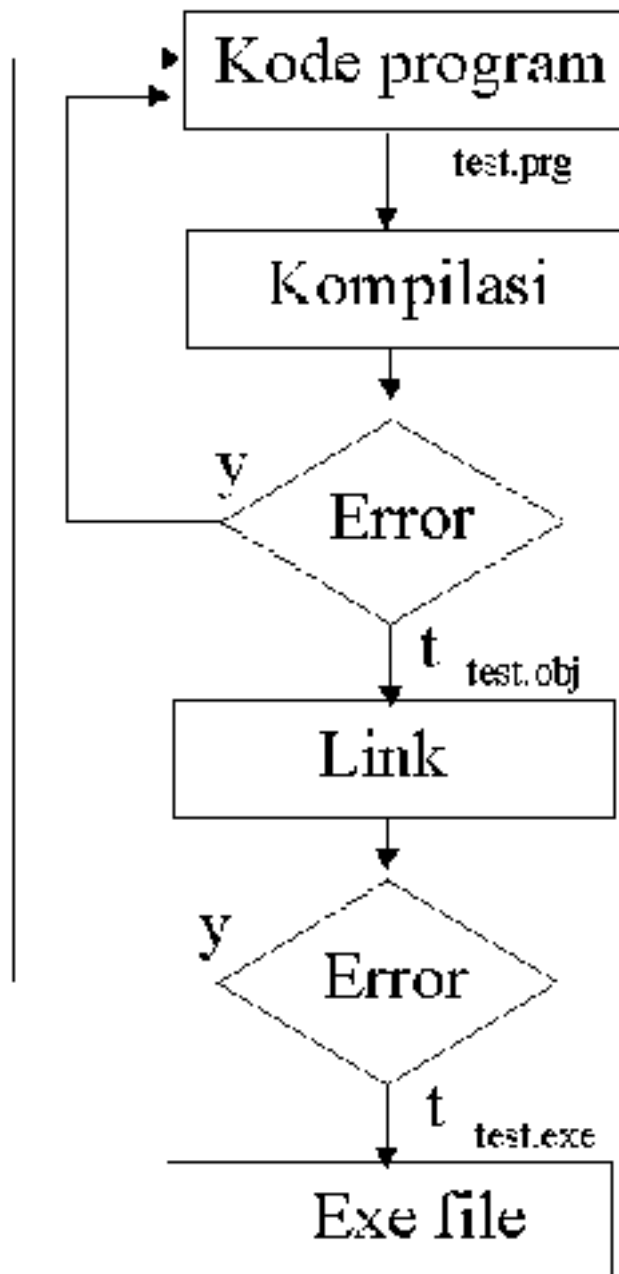 Kode program
test.prg
Kompilasi
y
Error
t
test.obj
Link
y
Error
t
test.exe
Exe file